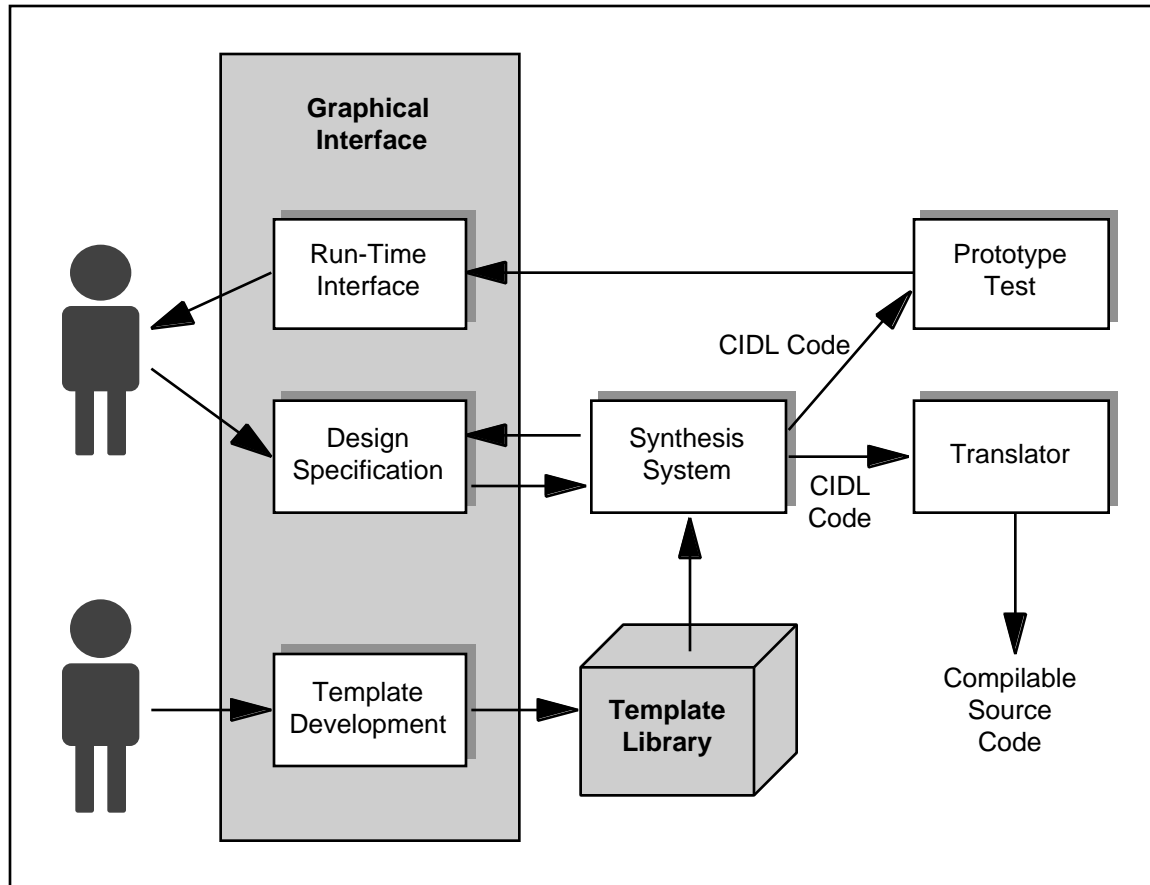 Graphical
Interface
Run-Time
Interface
Prototype
Test
CIDL Code
Design
Specification
Synthesis
System
Translator
CIDL
Code
Template
Development
Template
Library
Compilable
Source
Code